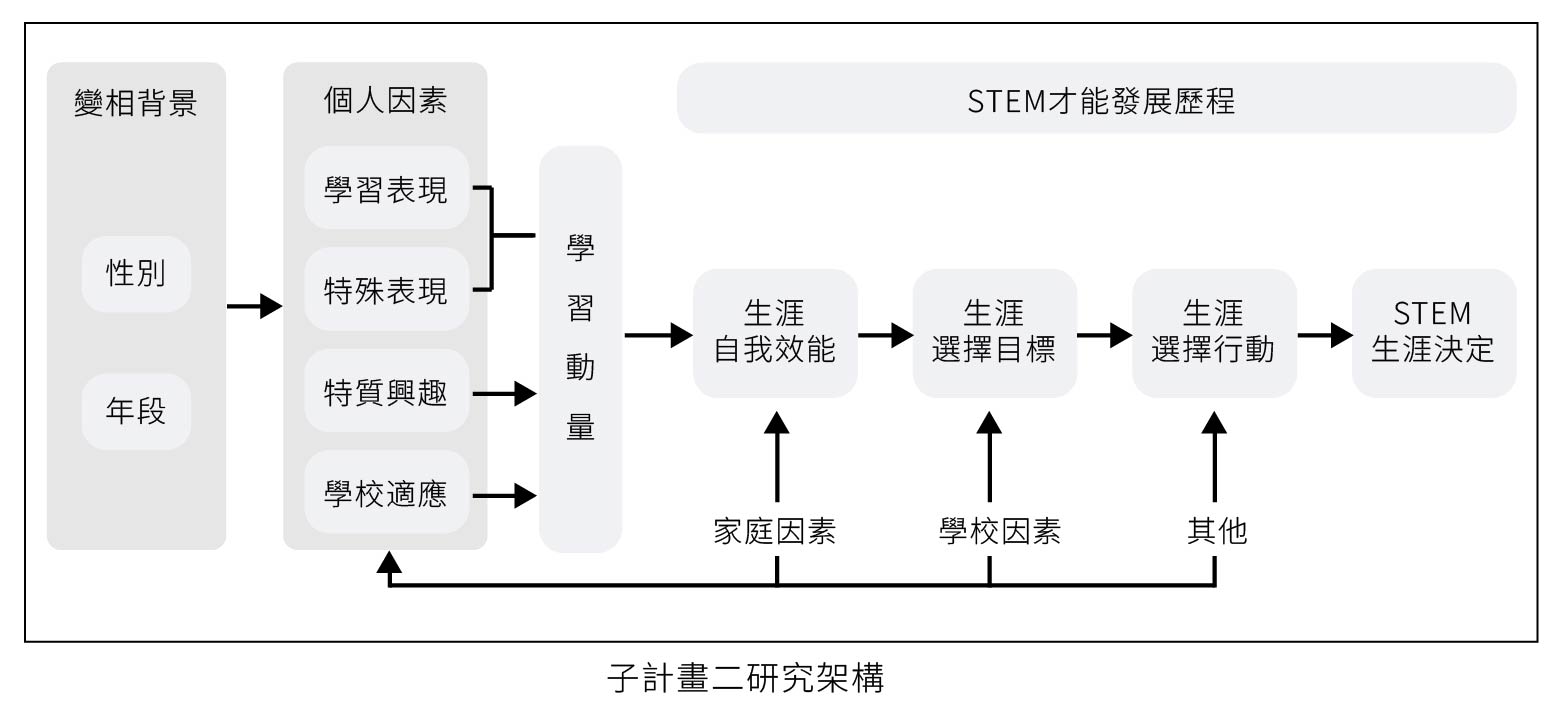 變相背景
性別
年段
個人因素
學習表現
特殊表現
特質興趣
學校適應
學
習
動
量
STEM才能發展歷程
生涯
自我效能
生涯
選擇目標
生涯
選擇行動
STEM
生涯決定
家庭因素
學校因素
其他
子計畫二研究架構